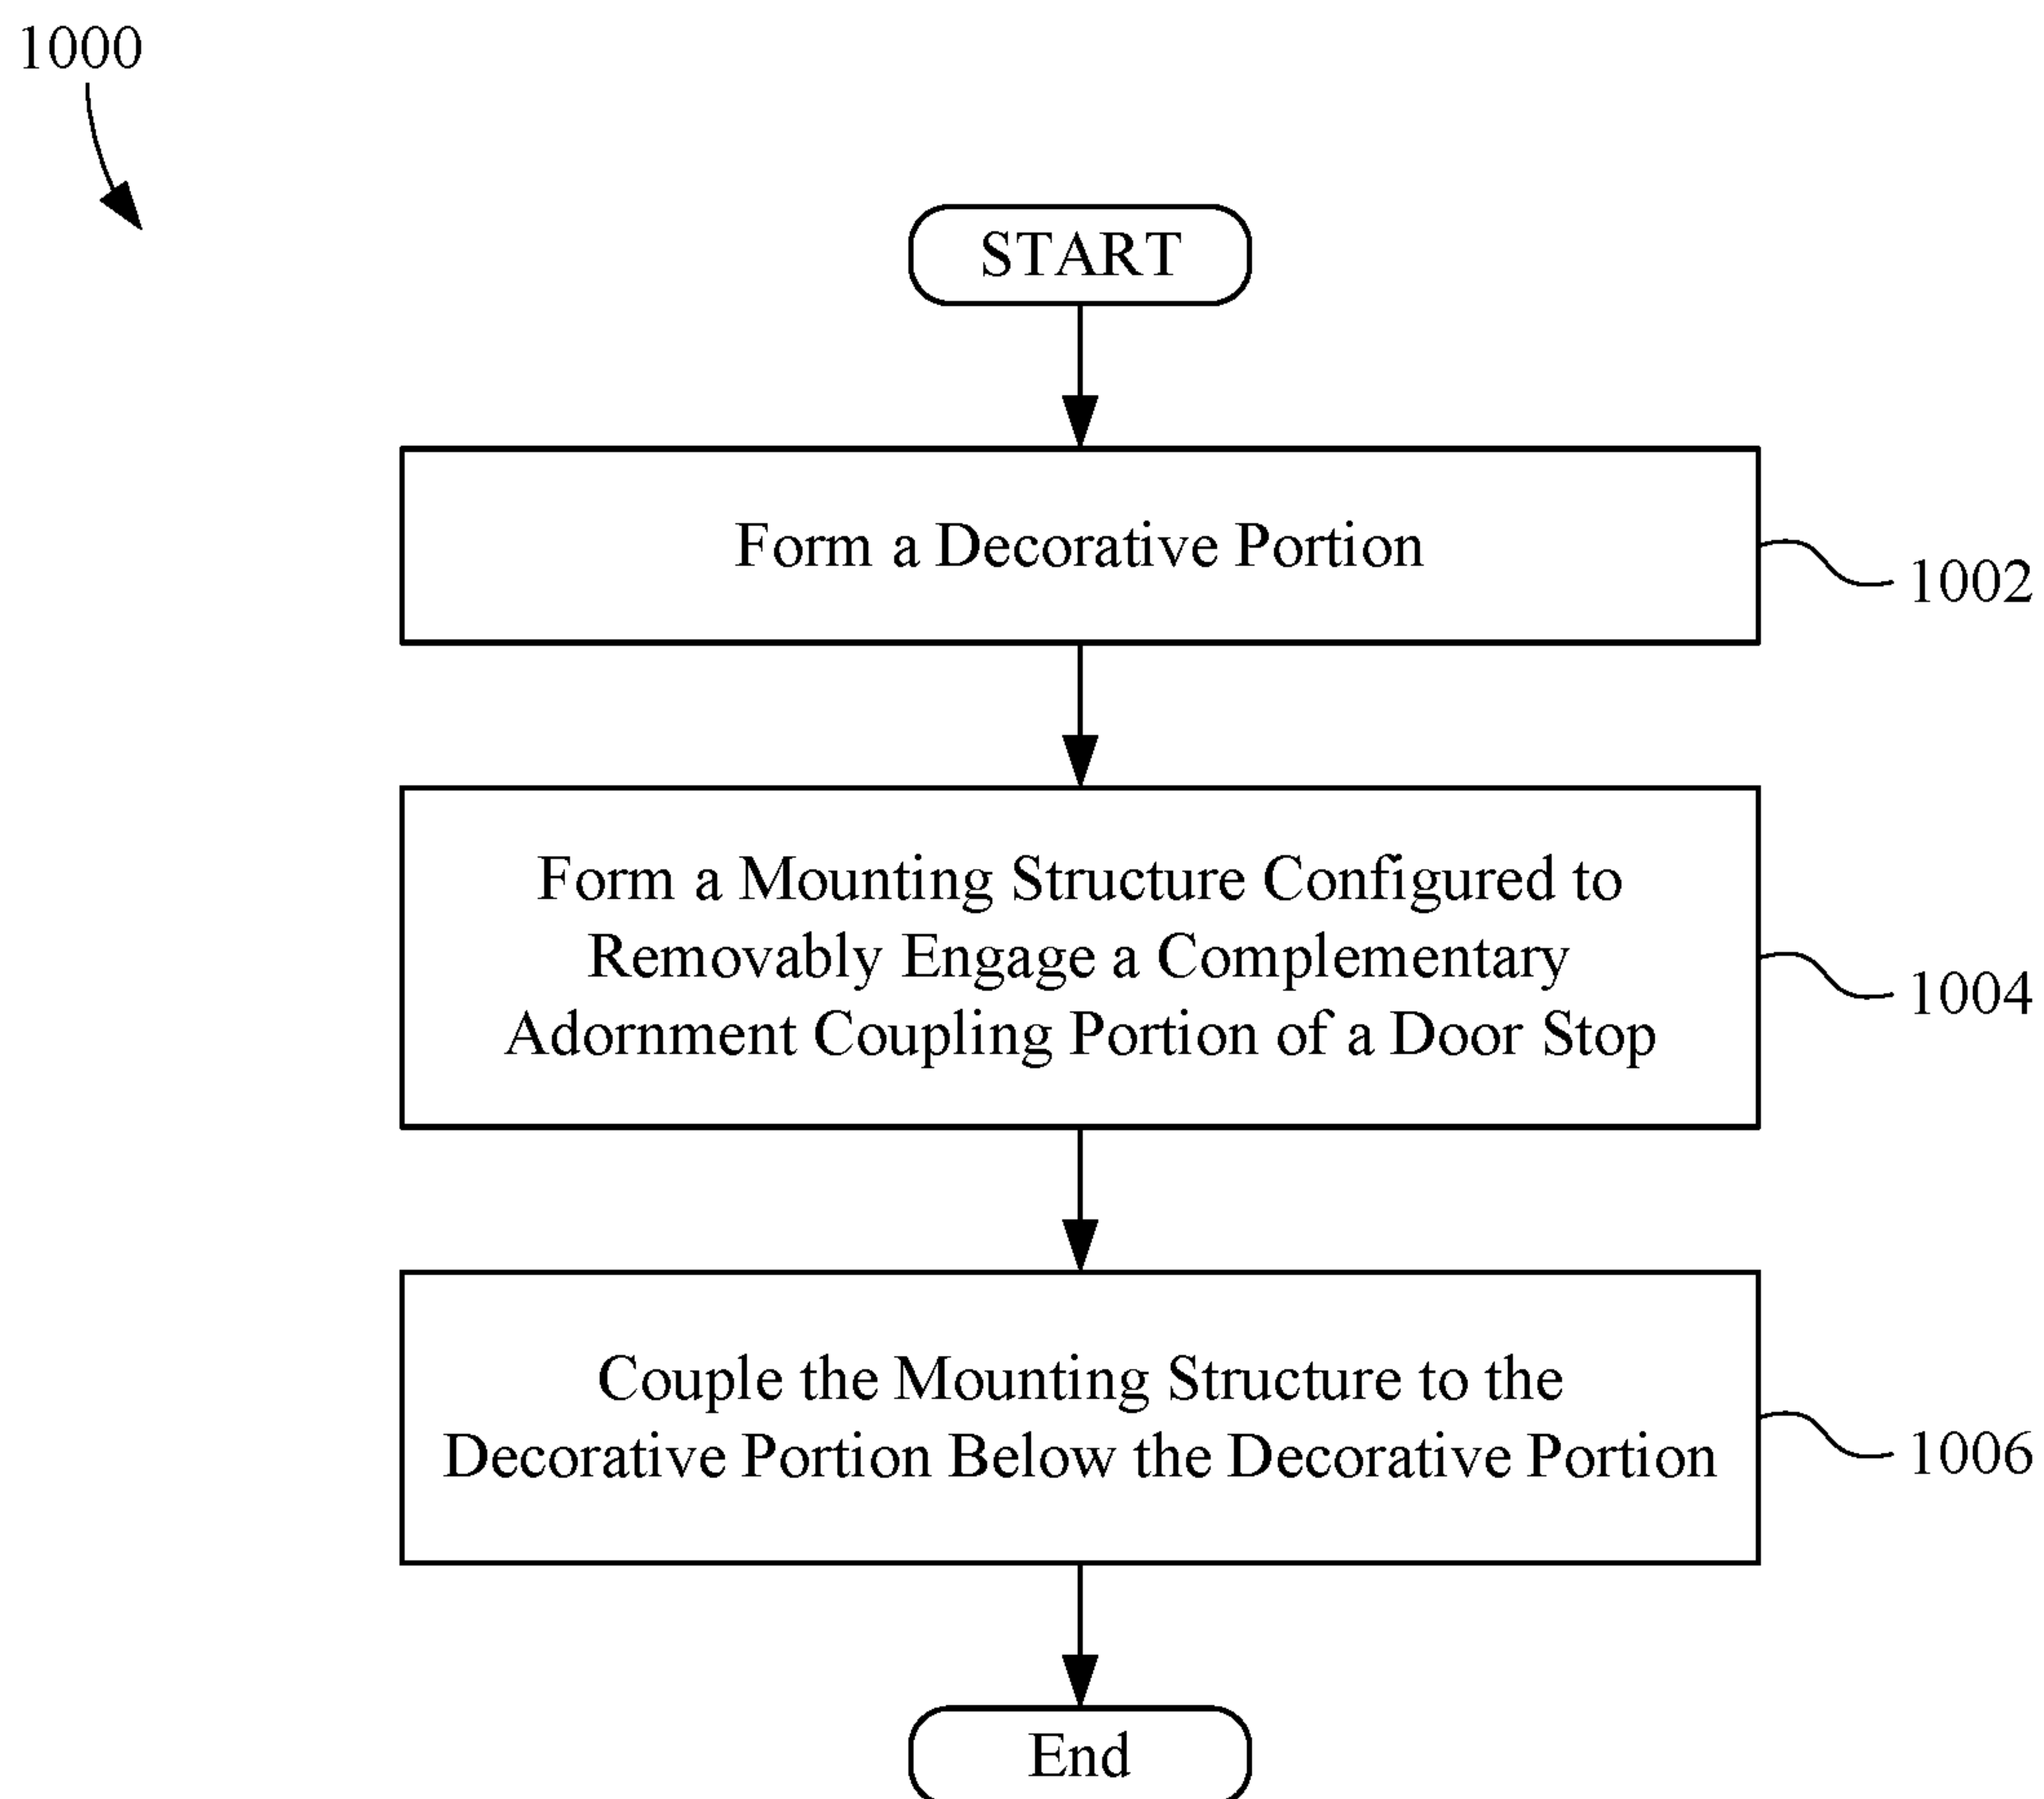 1000
START
Form a Decorative Portion
1002
Form a Mounting Structure Configured to
Removably Engage a Complementary
Adornment Coupling Portion of a Door Stop
1004
Couple the Mounting Structure to the
Decorative Portion Below the Decorative Portion
1006
End